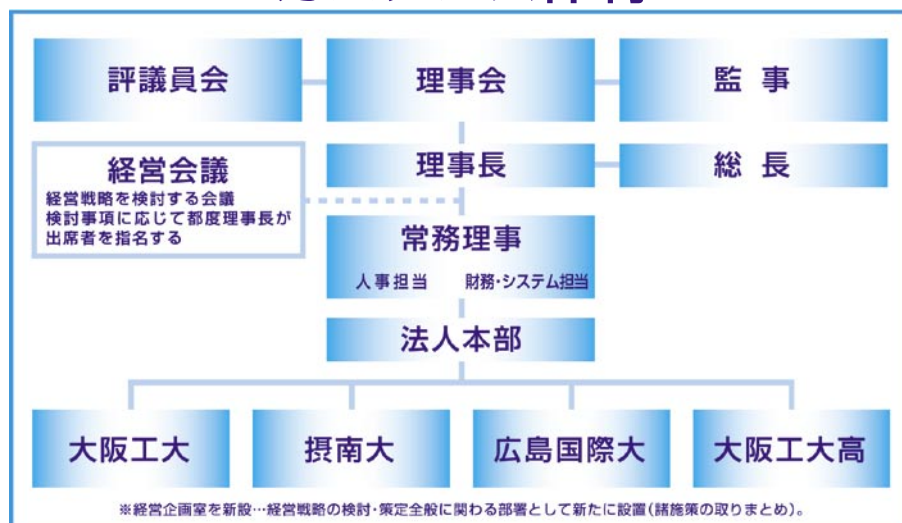 評議員会
理事会
監事
経営会議
経営戦略を検討する会議
検討事項に応じて都度理事長が
出席者を指名する
理事長
総長
常務理事
人事担当 財務・システム担当
法人本部
大阪工大
摂南大
広島国際大
大阪工大高
※経営企画室を新設…経営戦略の検討・策定全般に関わる部署として新たに設置(諸施策の取りまとめ)。